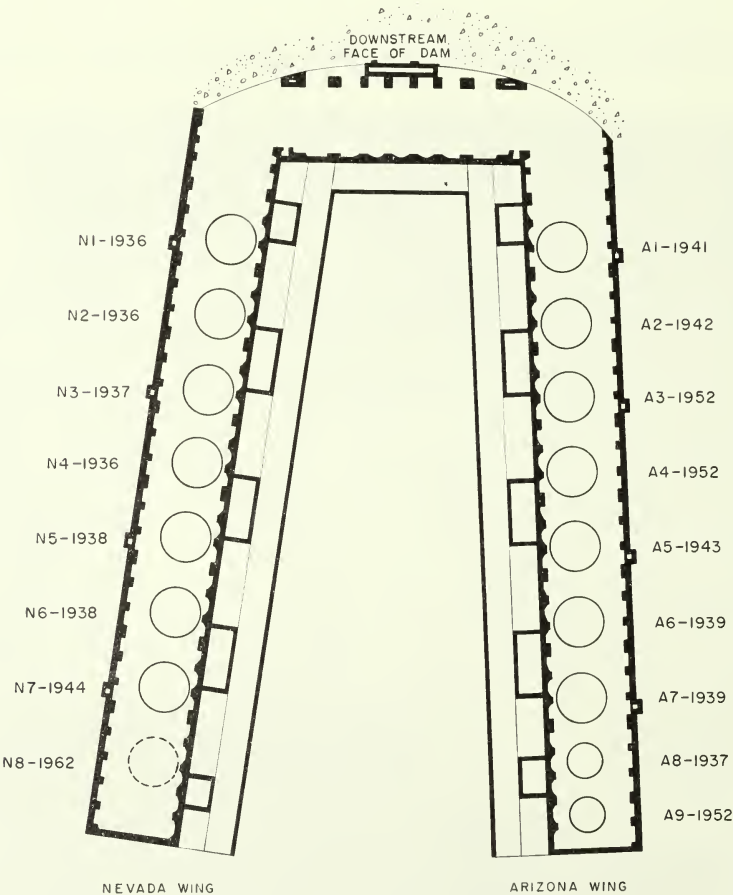 DOWNSTREAM
FACE OF DAM
N1-1936
N2-1936
N3-1937
N4-1936
N5-1938
N6-1938
N7-1944
N8-1962
A1-1941
A2-1942
A3-1952
A4-1952
A5-1943
A6-1939
A7-1939
A8-1937
A9-1952
NEVADA WING
ARIZONA WING